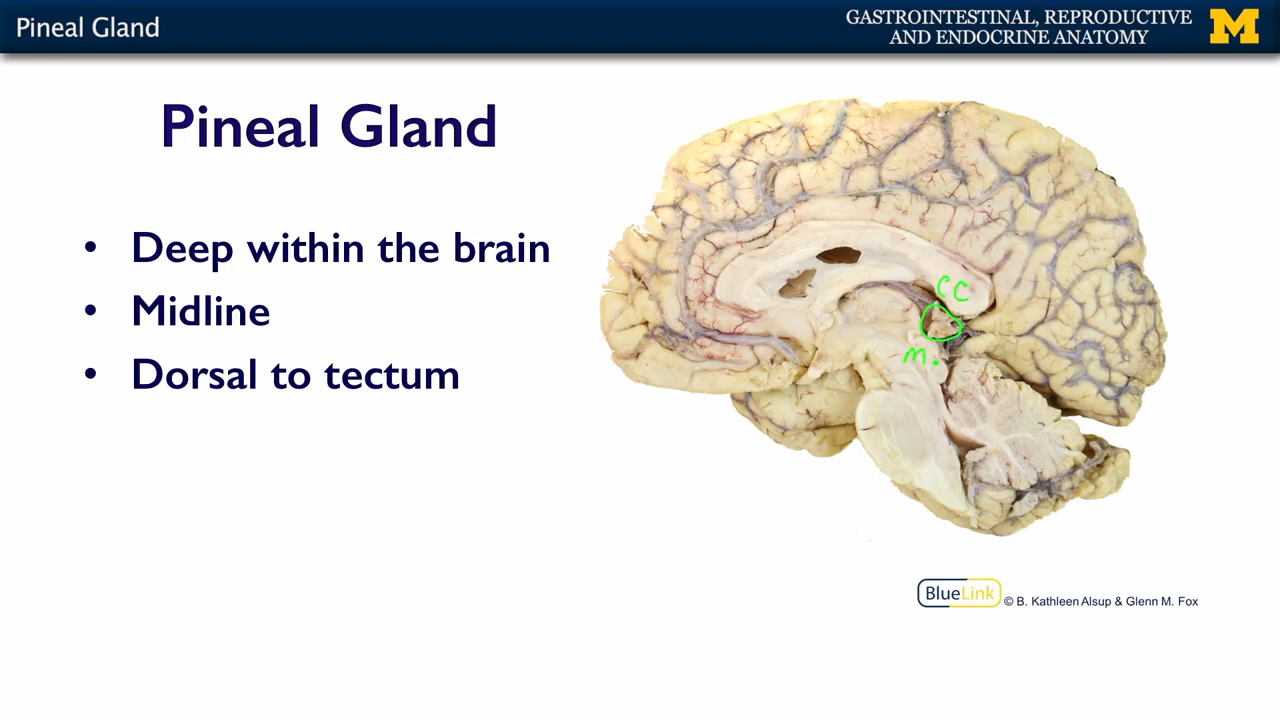 Pineal Gland
GASTROINTESTINAL, REPRODUCTIVE
AND ENDOCRINE ANATOMY
M
Pineal Gland
• Deep within the brain
• Midline
• Dorsal to tectum
CC
m.
BlueLink © B. Kathleen Alsup & Glenn M. Fox